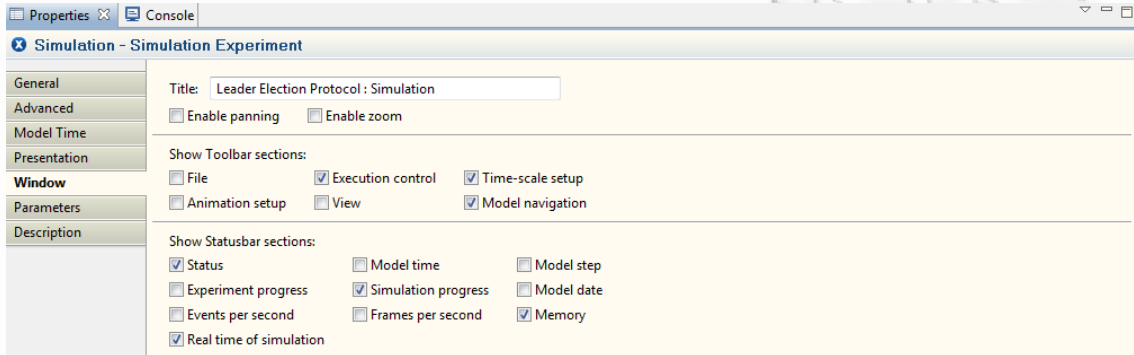 Properties Console
Simulation - Simulation Experiment
General
Advanced
Model Time
Presentation
Window
Parameters
Description
Title: Leader Election Protocol : Simulation
Enable panning Enable zoom
Show Toolbar sections:
File Execution control Time-scale setup
Animation setup View Model navigation
Show Statusbar sections:
Status Model time Model step
Experiment progress Simulation progress Model date
Events per second Frames per second Memory
Real time of simulation